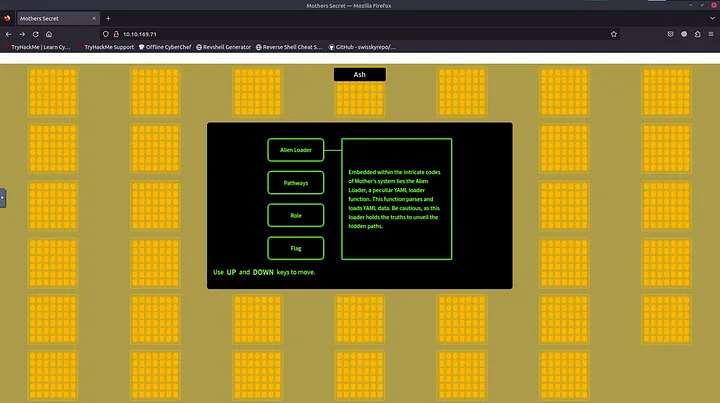 Mothers Secret — Mozilla Firefox
Mothers Secret
10.10.169.71
TryHackMe | Learn Cy…
TryHackMe Support
Offline CyberChef
Revshell Generator
Reverse Shell Cheat S…
GitHub - swisskyrepo/…
Ash
Alien Loader
Pathways
Role
Flag
Embedded within the intricate codes
of Mother's system lies the Alien
Loader, a peculiar YAML loader
function. This function parses and
loads YAML data. Be cautious, as this
loader holds the truths to unveil the
hidden paths.
Use UP and DOWN keys to move.